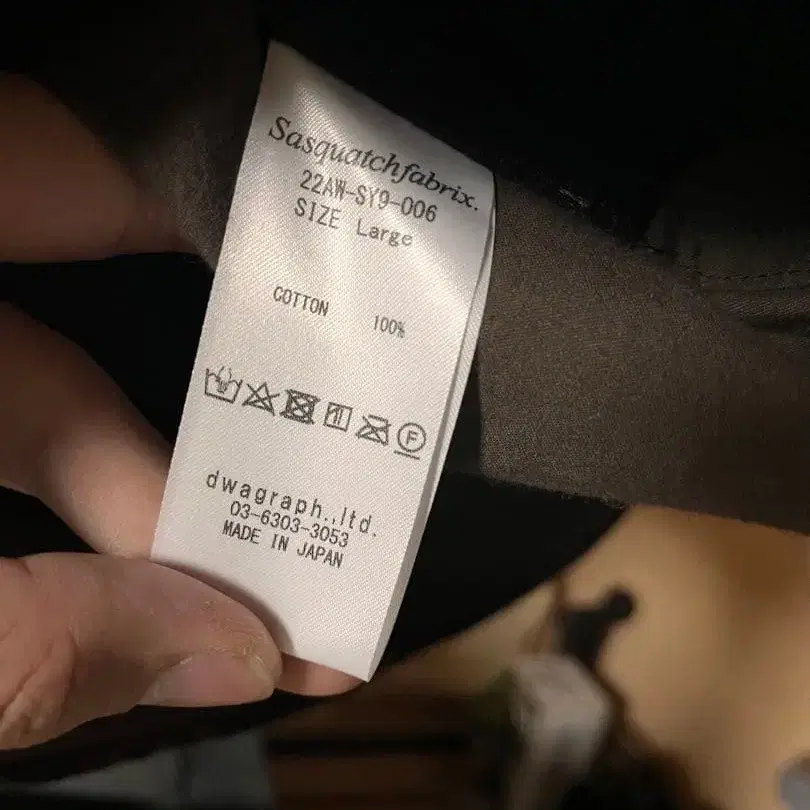 Sasquatchfabrix.
22AW-SY9-006
SIZE Large
COTTON 100%
F
dwagraph.,ltd.
03-6303-3053
MADE IN JAPAN